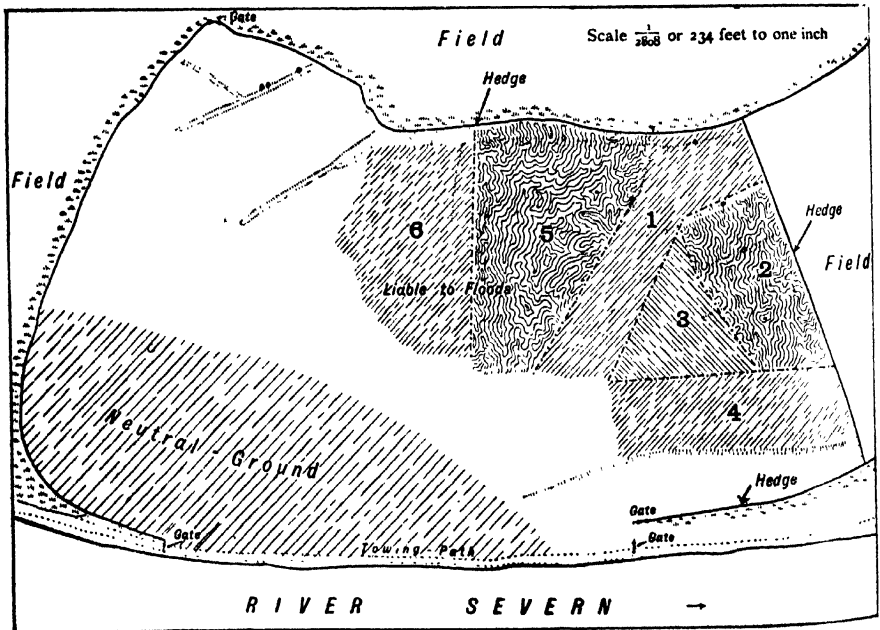 Gate
Field
Scale 1/2808 or 234 feet to one inch
Hedge
Field
Hedge
Field
1
2
3
4
5
6
Liable to Floods
Neutral - Ground
Hedge
Gate
Gate
Gate
Towing-Path
RIVER SEVERN →